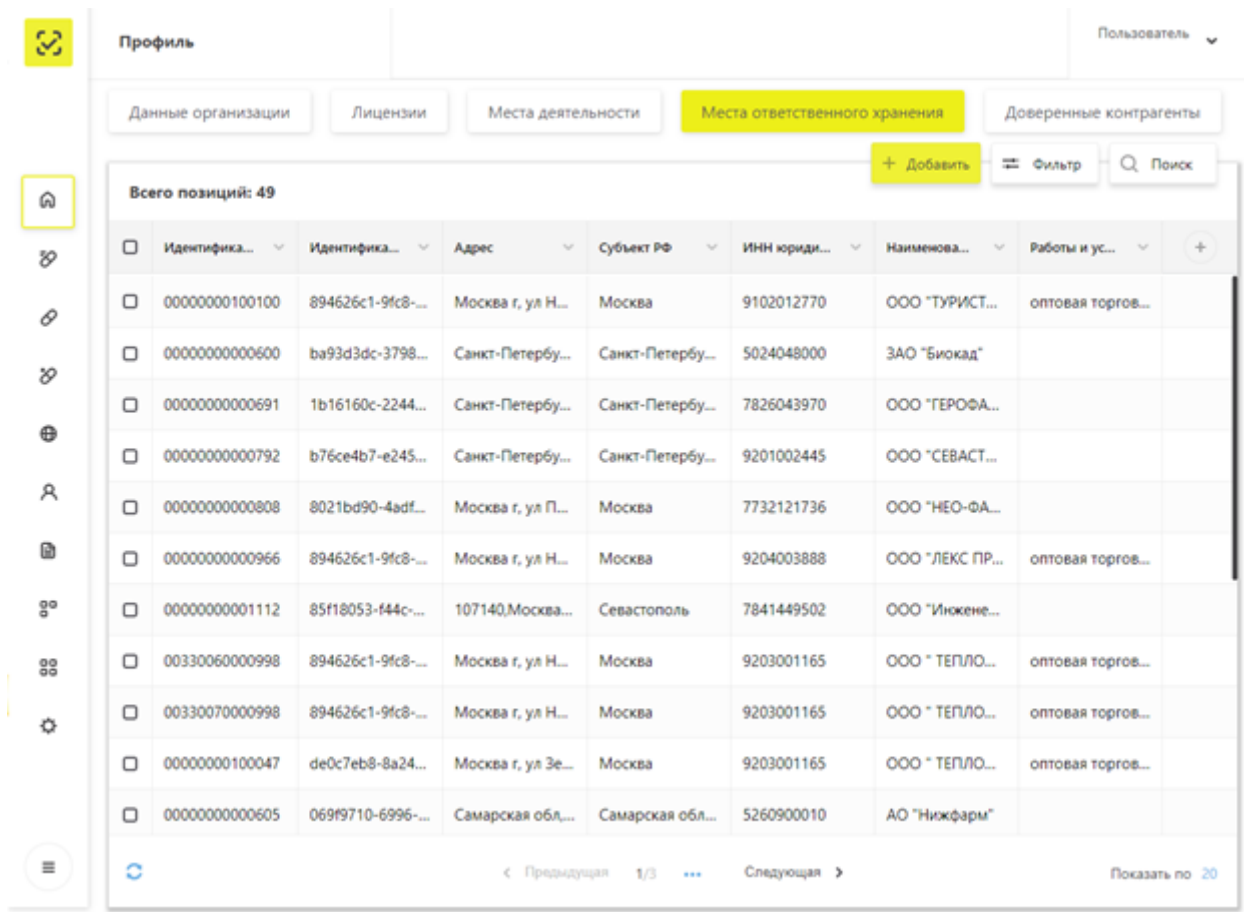 Профиль
Пользователь
Данные организации Лицензии Места деятельности Места ответственного хранения Доверенные контрагенты
+ Добавить Фильтр Поиск
Всего позиций: 49
Идентифика... Идентифика... Адрес Субъект РФ ИНН юриди... Наименова... Работы и ус... +
00000000100100 894626c1-9fc8-... Москва г, ул Н... Москва 9102012770 ООО "ТУРИСТ... оптовая торгов...
00000000000600 ba93d3dc-3798... Санкт-Петербу... Санкт-Петербу... 5024048000 ЗАО "Биокад"
00000000000691 1b16160c-2244... Санкт-Петербу... Санкт-Петербу... 7826043970 ООО "ГЕРОФА...
00000000000792 b76ce4b7-e245... Санкт-Петербу... Санкт-Петербу... 9201002445 ООО "СЕВАСТ...
00000000000808 8021bd90-4adf... Москва г, ул П... Москва 7732121736 ООО "НЕО-ФА...
00000000000966 894626c1-9fc8-... Москва г, ул Н... Москва 9204003888 ООО "ЛЕКС ПР... оптовая торгов...
00000000001112 85f18053-f44c-... 107140,Москва... Севастополь 7841449502 ООО "Инжене...
00330060000998 894626c1-9fc8-... Москва г, ул Н... Москва 9203001165 ООО " ТЕПЛО... оптовая торгов...
00330070000998 894626c1-9fc8-... Москва г, ул Н... Москва 9203001165 ООО " ТЕПЛО... оптовая торгов...
00000000100047 de0c7eb8-8a24... Москва г, ул Зе... Москва 9203001165 ООО " ТЕПЛО... оптовая торгов...
00000000000605 069f9710-6996-... Самарская обл,... Самарская обл... 5260900010 АО "Нижфарм"
< Предыдущая 1/3 ... Следующая > Показать по 20